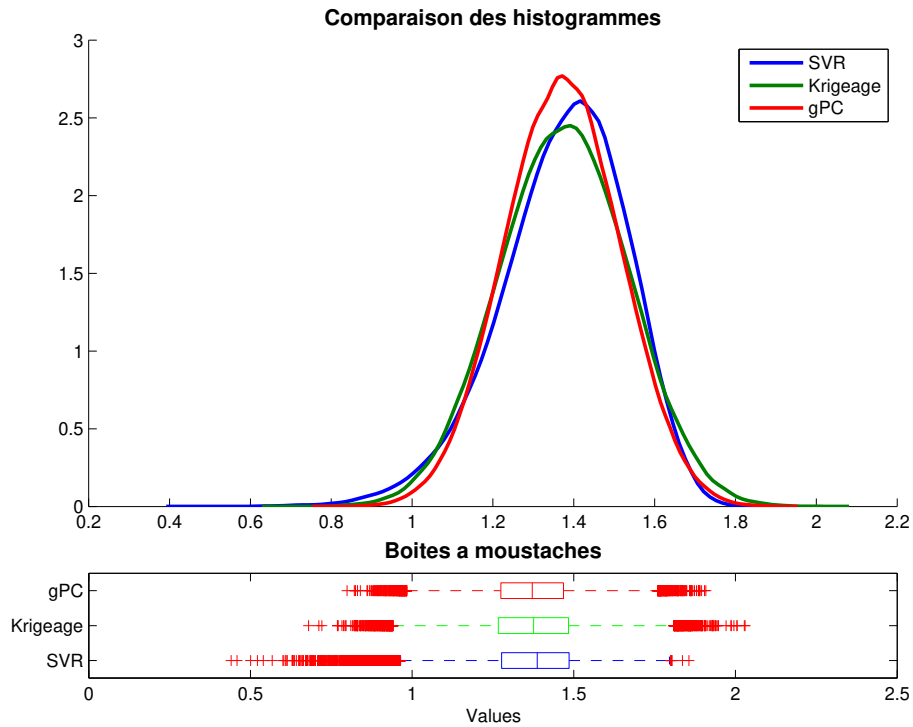 Comparaison des histogrammes
3
2.5
2
1.5
1
0.5
0
0.2 0.4 0.6 0.8 1 1.2 1.4 1.6 1.8 2 2.2
SVR
Krigeage
gPC
Boites a moustaches
gPC
Krigeage
SVR
0 0.5 1 1.5 2 2.5
Values